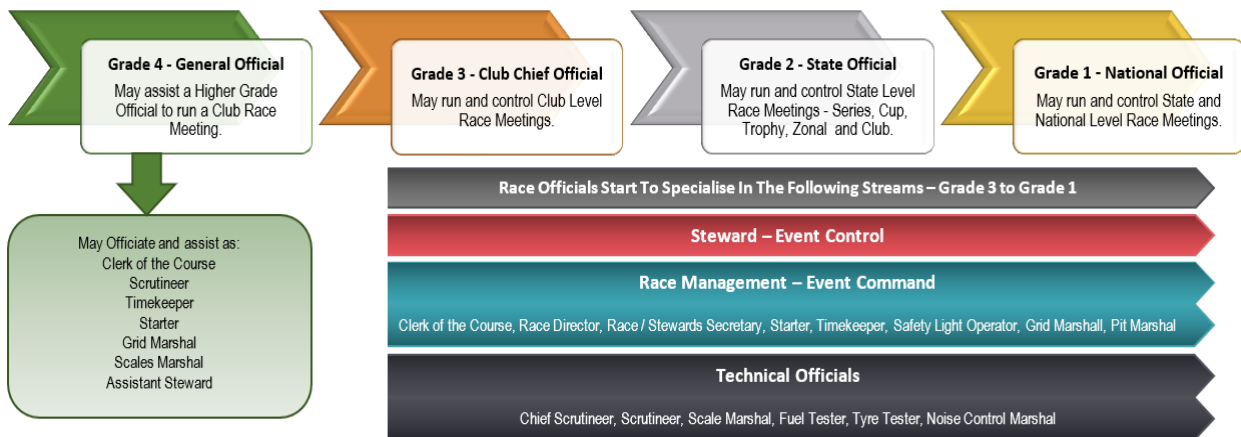 Grade 4 - General Official
May assist a Higher Grade
Official to run a Club Race
Meeting.
Grade 3 - Club Chief Official
May run and control Club Level
Race Meetings.
Grade 2 - State Official
May run and control State Level
Race Meetings - Series, Cup,
Trophy, Zonal and Club.
Grade 1 - National Official
May run and control State and
National Level Race Meetings.
May Officiate and assist as:
Clerk of the Course
Scrutineer
Timekeeper
Starter
Grid Marshal
Scales Marshal
Assistant Steward
Race Officials Start To Specialise In The Following Streams – Grade 3 to Grade 1
Steward – Event Control
Race Management – Event Command
Clerk of the Course, Race Director, Race / Stewards Secretary, Starter, Timekeeper, Safety Light Operator, Grid Marshall, Pit Marshal
Technical Officials
Chief Scrutineer, Scrutineer, Scale Marshal, Fuel Tester, Tyre Tester, Noise Control Marshal